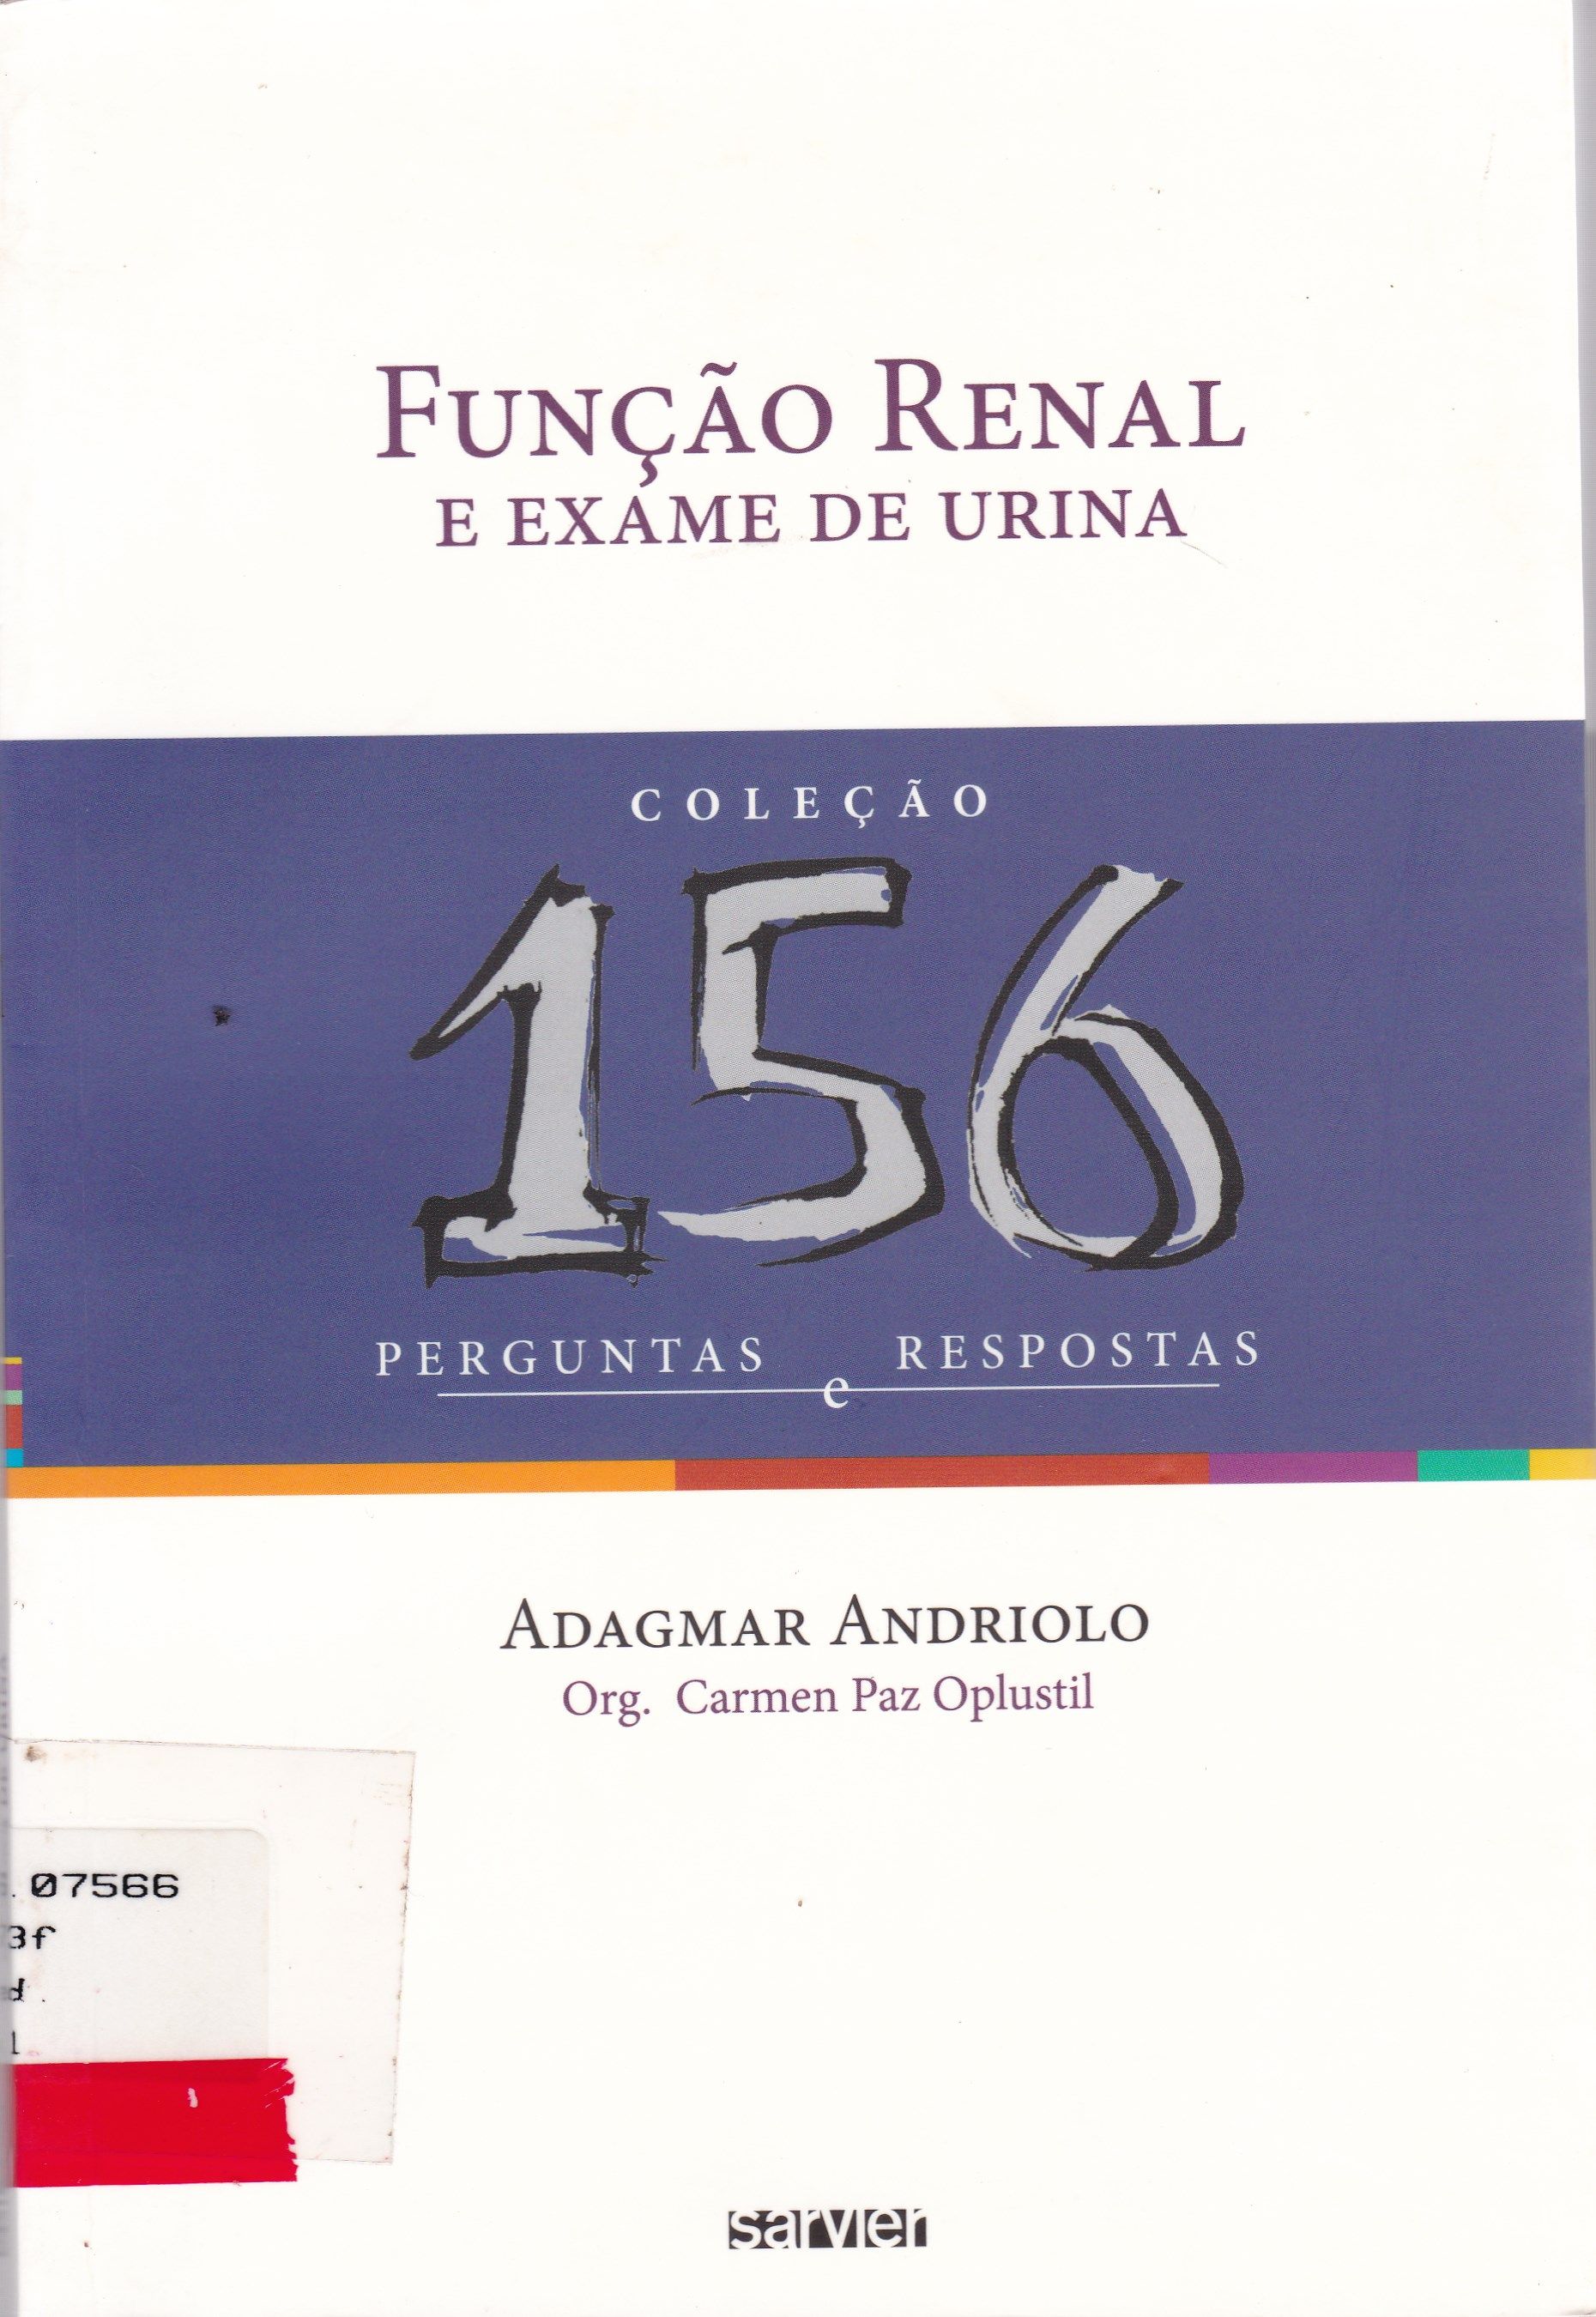 FUNÇÃO RENAL
E EXAME DE URINA
COLEÇÃO
156
PERGUNTAS e RESPOSTAS
ADAGMAR ANDRIOLO
Org. Carmen Paz Oplustil
07566
3f
d.
1
sarvier